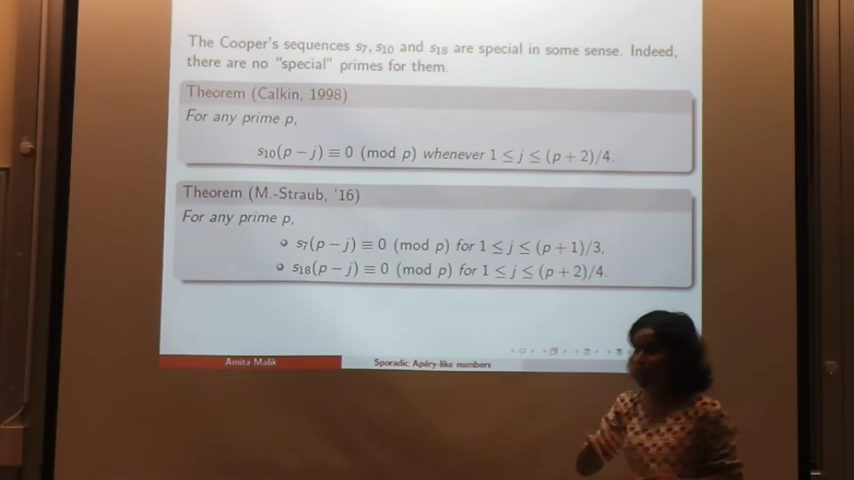 The Cooper's sequences s₇, s₁₀ and s₁₈ are special in some sense. Indeed,
there are no "special" primes for them.
Theorem (Calkin, 1998)
For any prime p,
s₁₀(p − j) ≡ 0 (mod p) whenever 1 ≤ j ≤ (p + 2)/4.
Theorem (M.-Straub, '16)
For any prime p,
• s₇(p − j) ≡ 0 (mod p) for 1 ≤ j ≤ (p + 1)/3,
• s₁₈(p − j) ≡ 0 (mod p) for 1 ≤ j ≤ (p + 2)/4.
Amita Malik
Sporadic Apéry-like numbers